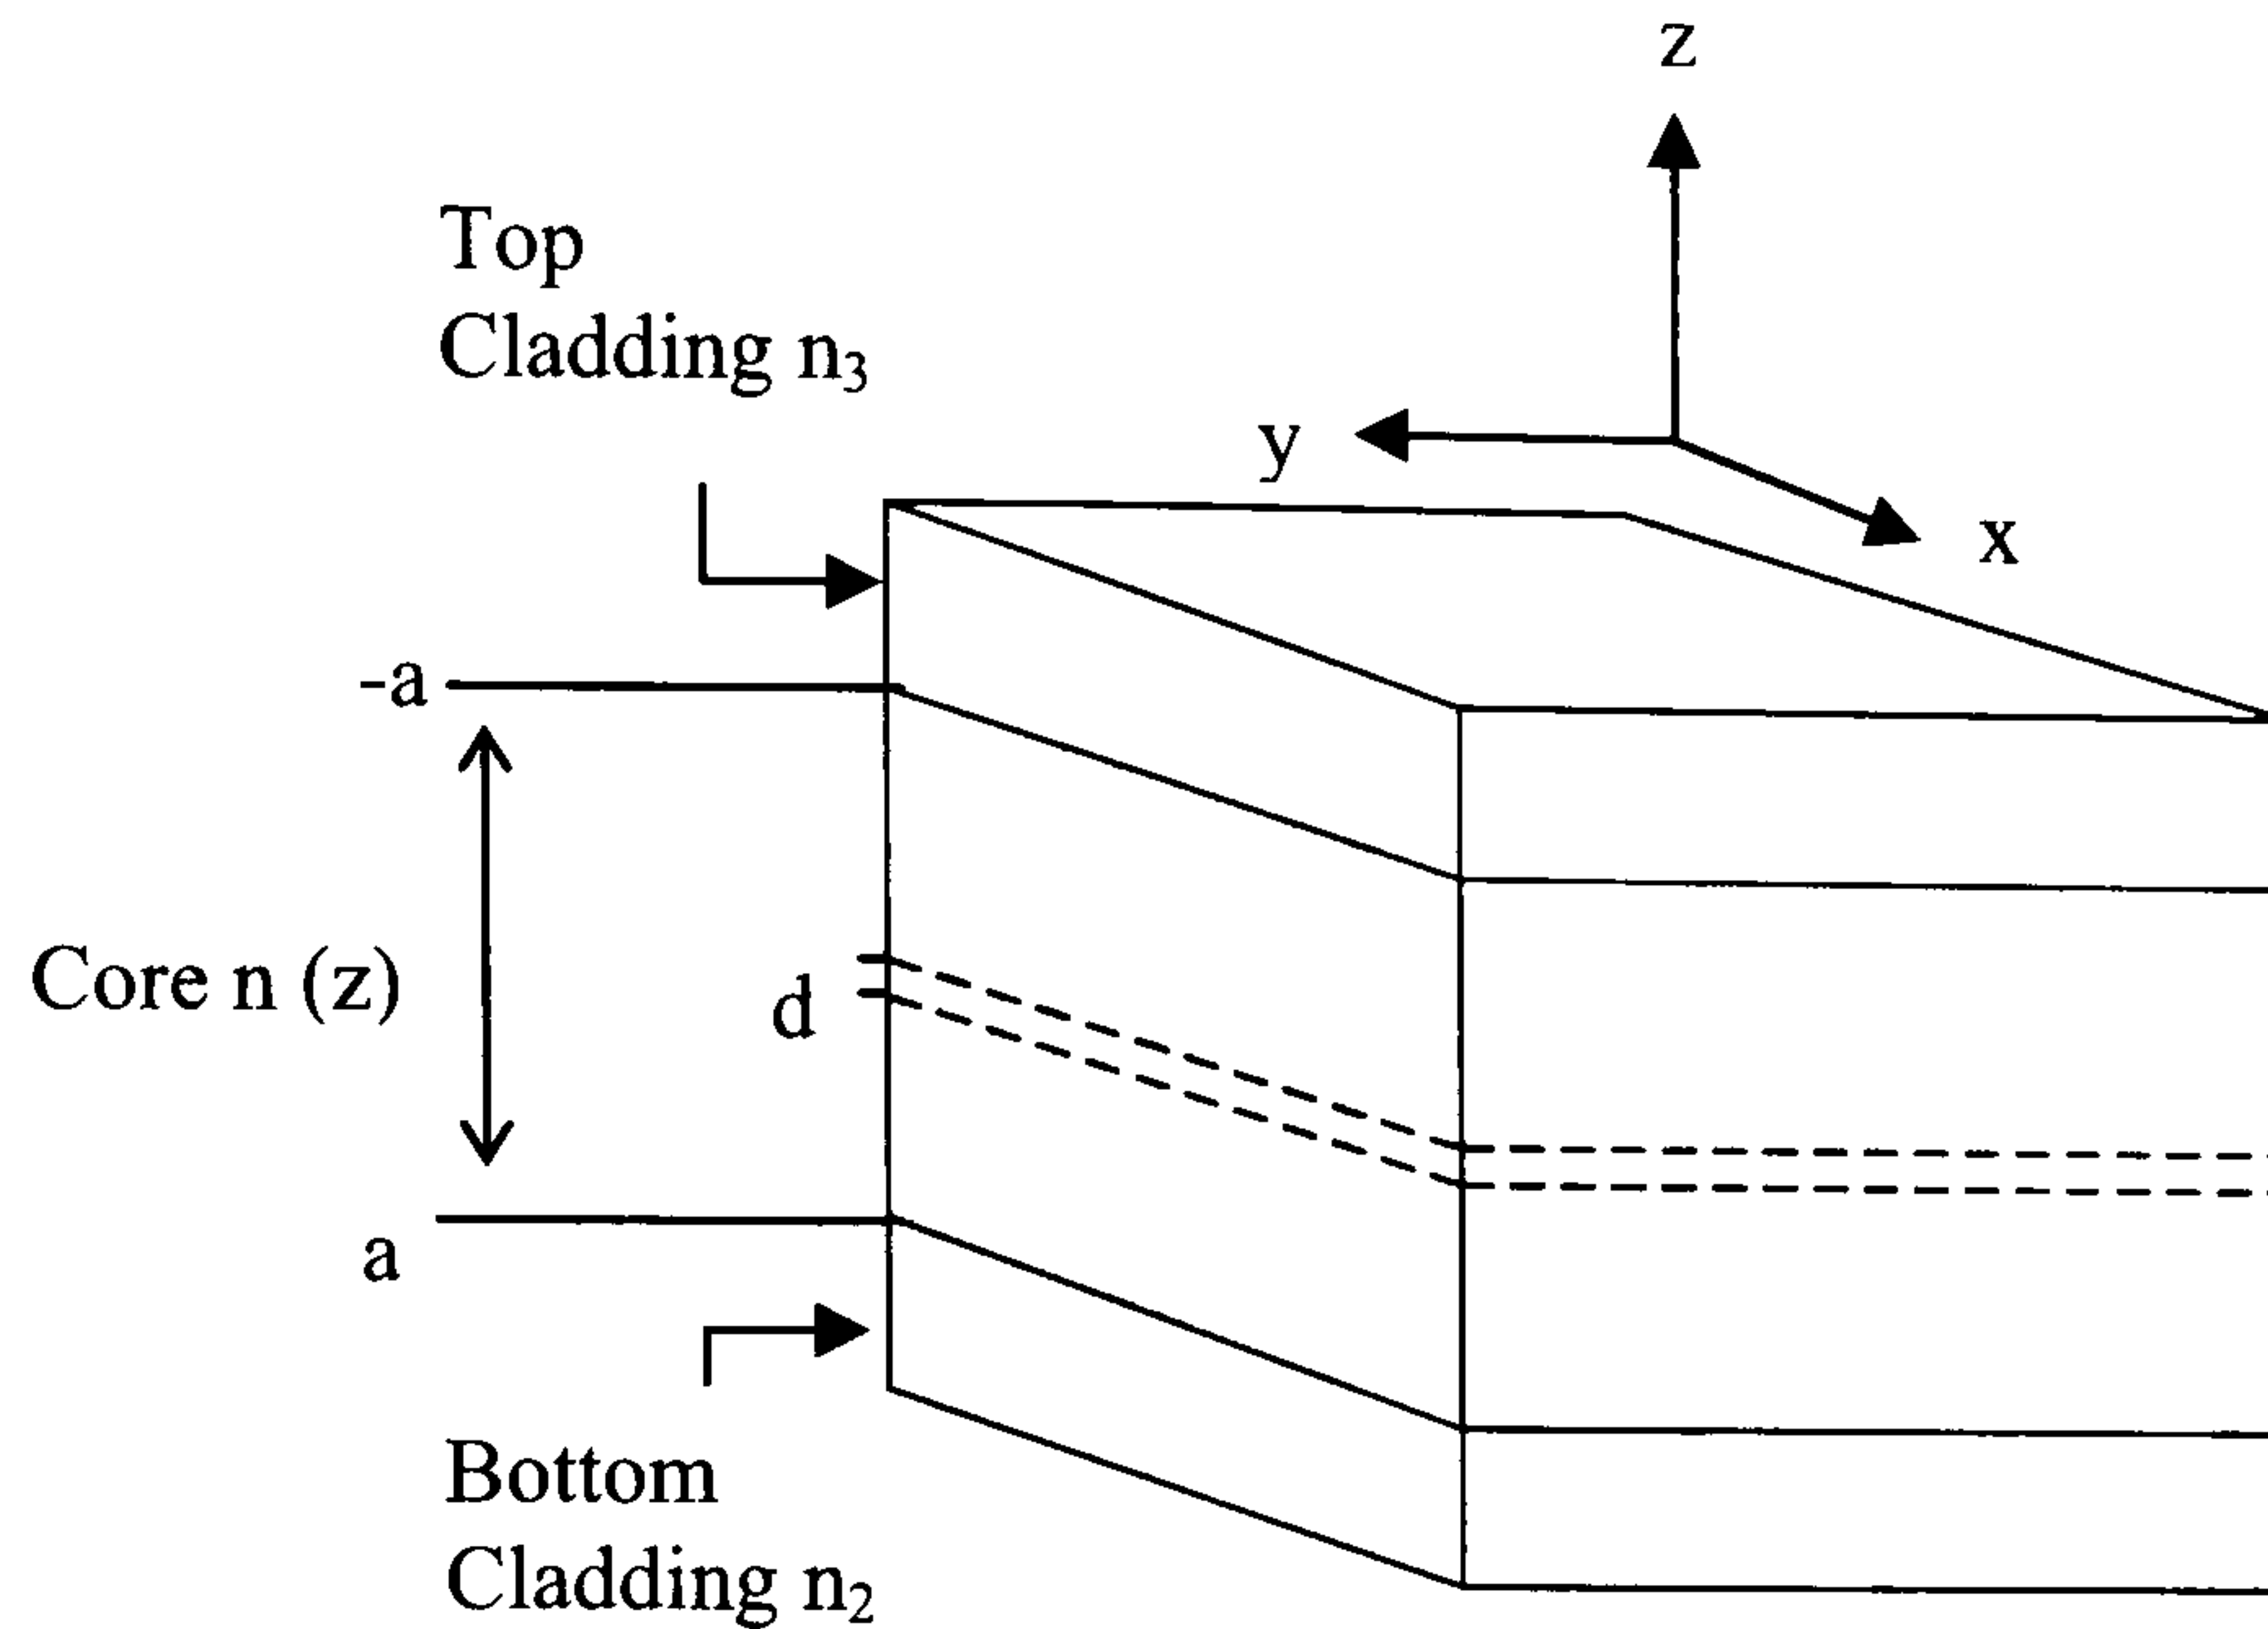 z
Top
Cladding n₃
y
x
-a
Core n (z)
d
a
Bottom
Cladding n₂